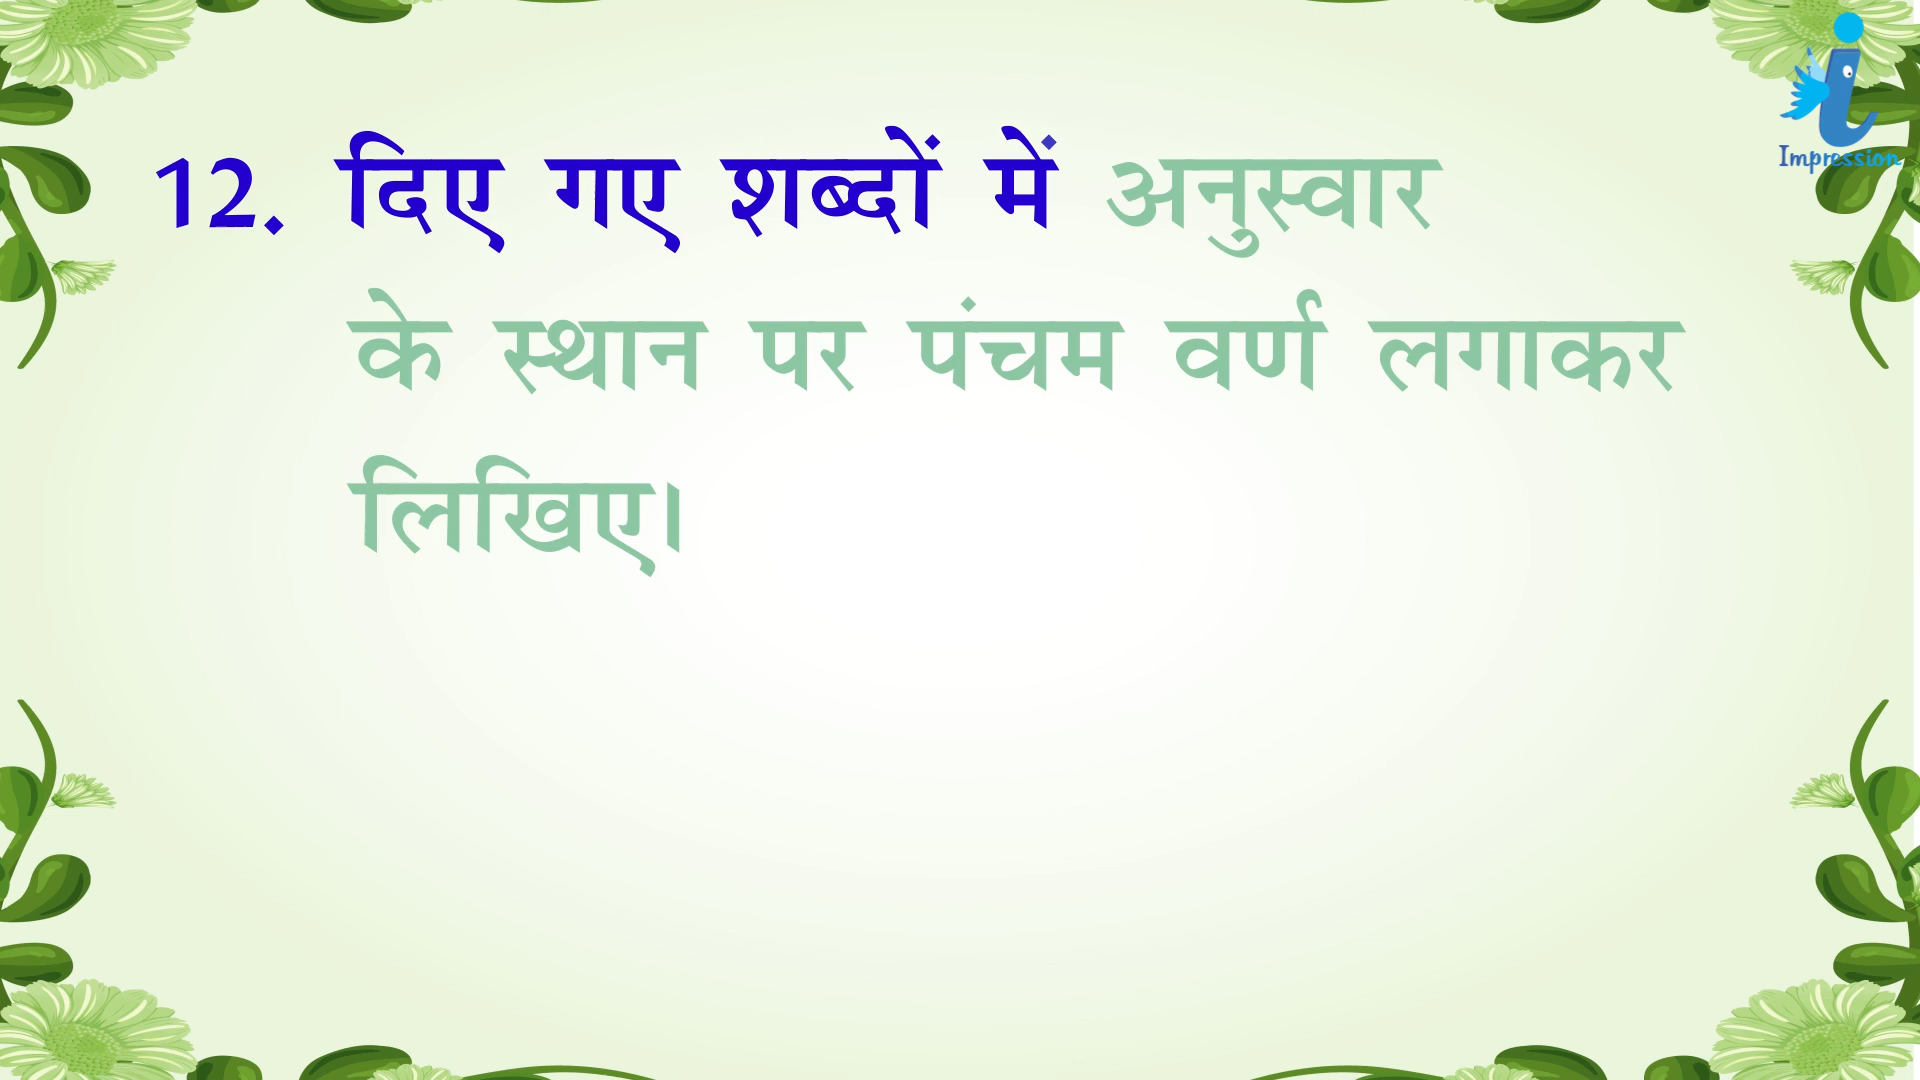 12. दिए गए शब्दों में अनुस्वार
के स्थान पर पंचम वर्ण लगाकर
लिखिए।
Impression